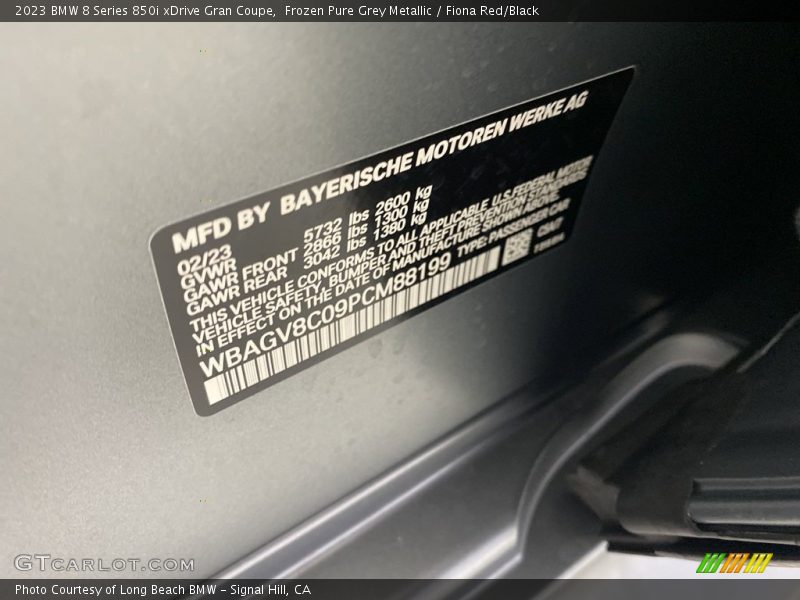 2023 BMW 8 Series 850i xDrive Gran Coupe,  Frozen Pure Grey Metallic / Fiona Red/Black
MFD BY BAYERISCHE MOTOREN WERKE AG
02/23
GVWR 5732 lbs 2600 kg
GAWR FRONT 2866 lbs 1300 kg
GAWR REAR 3042 lbs 1380 kg
THIS VEHICLE CONFORMS TO ALL APPLICABLE U.S. FEDERAL MOTOR
VEHICLE SAFETY, BUMPER AND THEFT PREVENTION STANDARDS
IN EFFECT ON THE DATE OF MANUFACTURE SHOWN ABOVE.
WBAGV8C09PCM88199 TYPE: PASSENGER CAR
GTCARLOT.COM
Photo Courtesy of Long Beach BMW – Signal Hill, CA